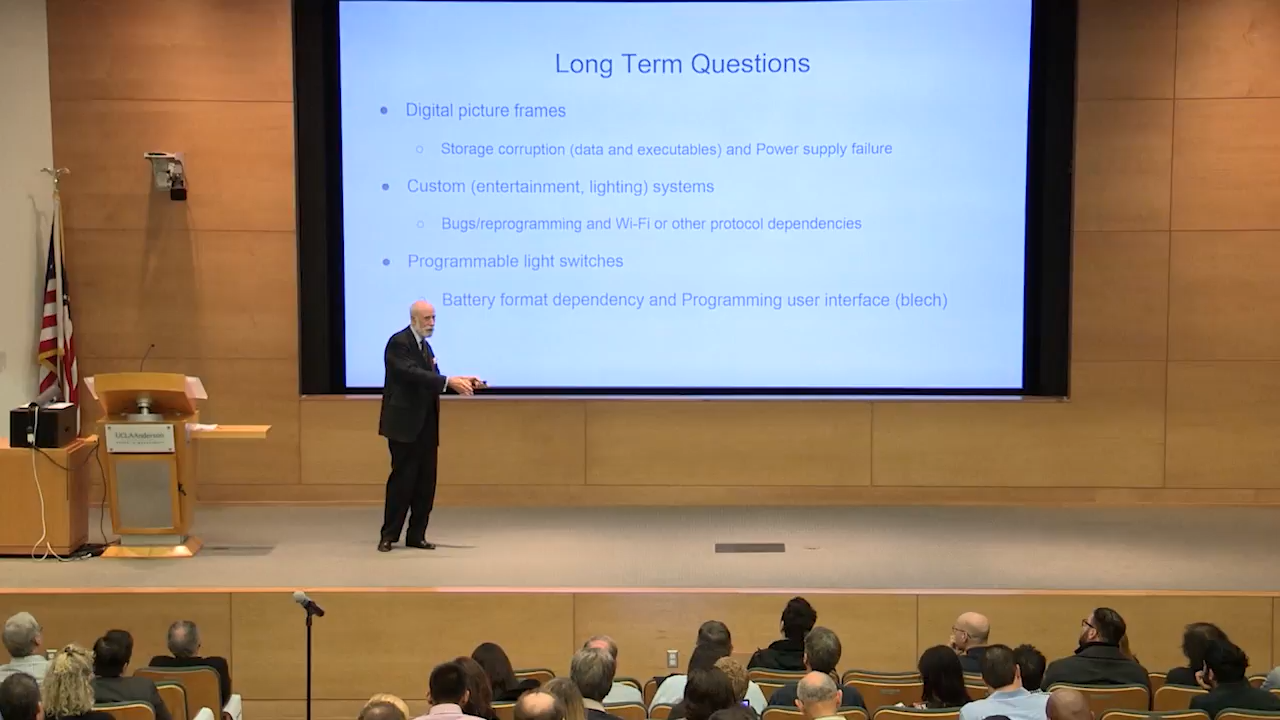 Long Term Questions
● Digital picture frames
○ Storage corruption (data and executables) and Power supply failure
● Custom (entertainment, lighting) systems
○ Bugs/reprogramming and Wi-Fi or other protocol dependencies
● Programmable light switches
○ Battery format dependency and Programming user interface (blech)
UCLAAnderson